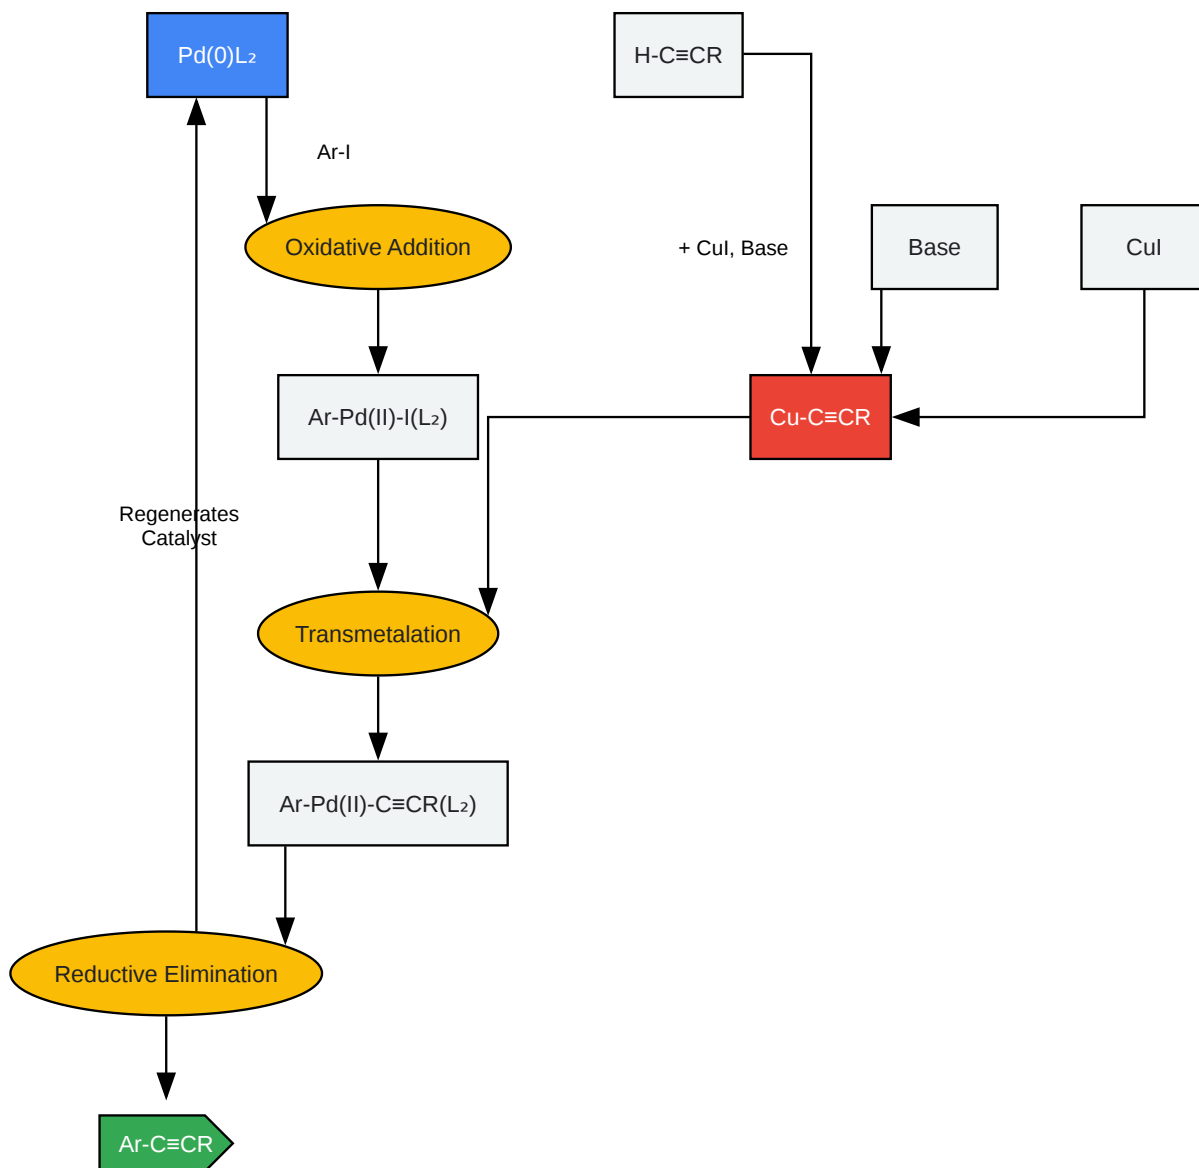 Pd(0)L₂
H-C≡CR
Ar-I
Oxidative Addition
+ CuI, Base
Base
CuI
Ar-Pd(II)-I(L₂)
Cu-C≡CR
Regenerates
Catalyst
Transmetalation
Ar-Pd(II)-C≡CR(L₂)
Reductive Elimination
Ar-C≡CR